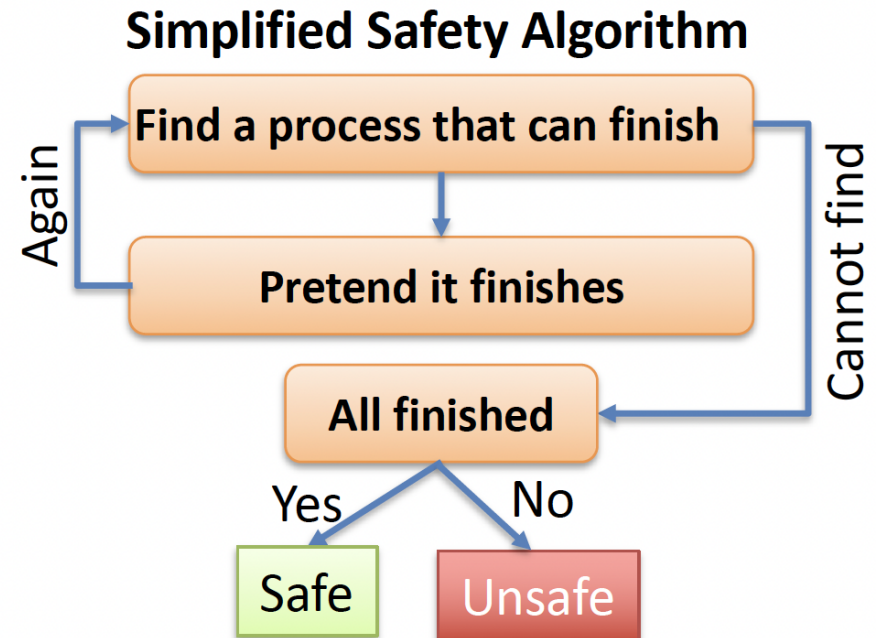 Simplified Safety Algorithm
Find a process that can finish
Again
Cannot find
Pretend it finishes
All finished
Yes
No
Safe
Unsafe